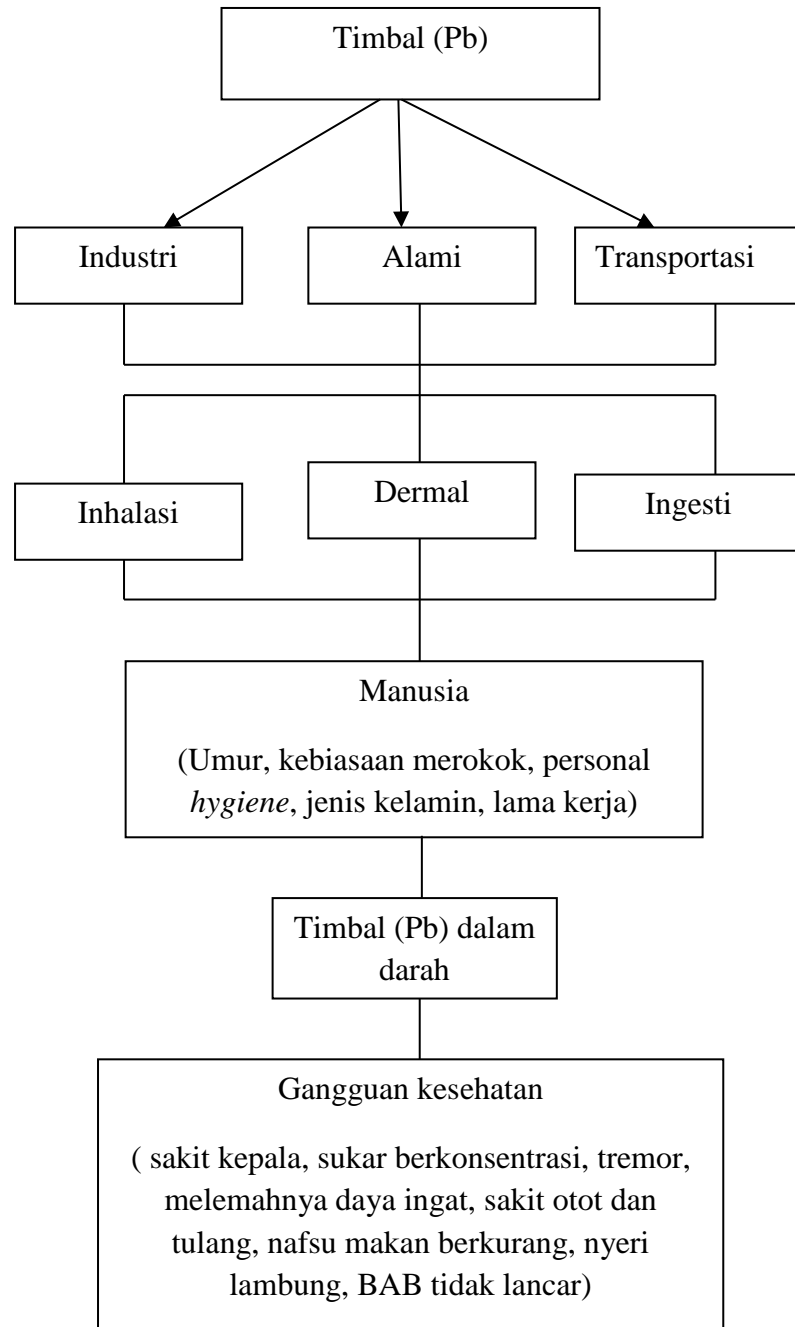 Timbal (Pb)
Industri
Alami
Transportasi
Inhalasi
Dermal
Ingesti
Manusia
(Umur, kebiasaan merokok, personal
hygiene, jenis kelamin, lama kerja)
Timbal (Pb) dalam
darah
Gangguan kesehatan
( sakit kepala, sukar berkonsentrasi, tremor,
melemahnya daya ingat, sakit otot dan
tulang, nafsu makan berkurang, nyeri
lambung, BAB tidak lancar)